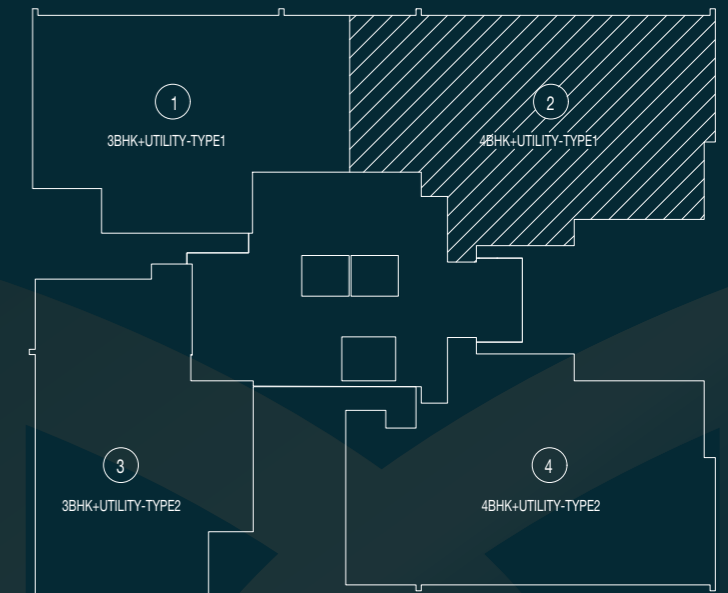 1
3BHK+UTILITY-TYPE1
2
4BHK+UTILITY-TYPE1
3
3BHK+UTILITY-TYPE2
4
4BHK+UTILITY-TYPE2